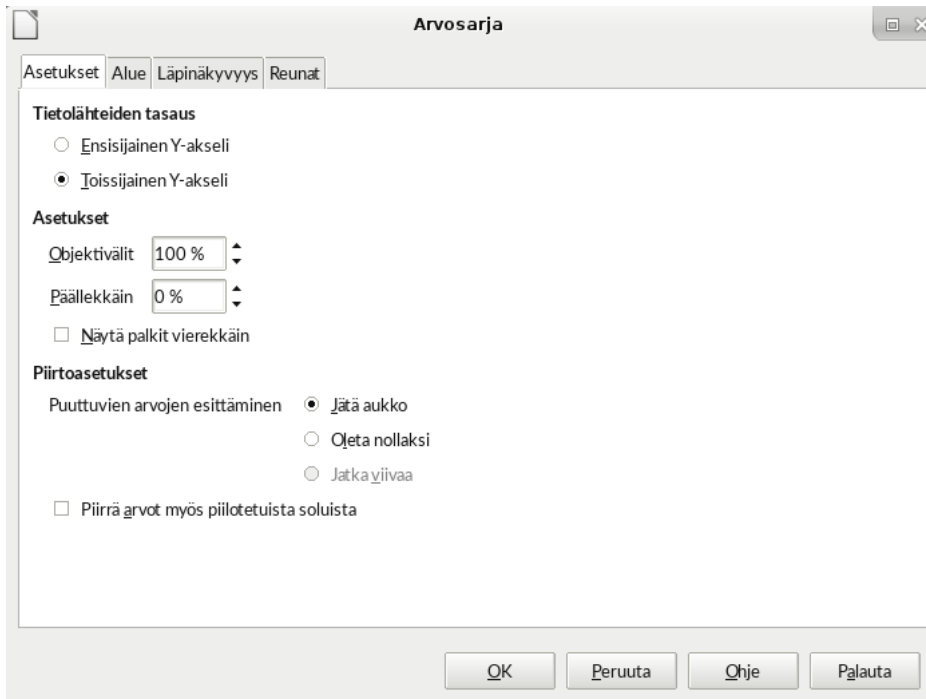 Arvosarja
Asetukset Alue Läpinäkyvyys Reunat
Tietolähteiden tasaus
Ensisijainen Y-akseli
Toissijainen Y-akseli
Asetukset
Objektivälit 100 %
Päällekkäin 0 %
Näytä palkit vierekkäin
Piirtoasetukset
Puuttuvien arvojen esittäminen Jätä aukko
Oleta nollaksi
Jatka viivaa
Piirrä arvot myös piilotetuista soluista
OK Peruuta Ohje Palauta